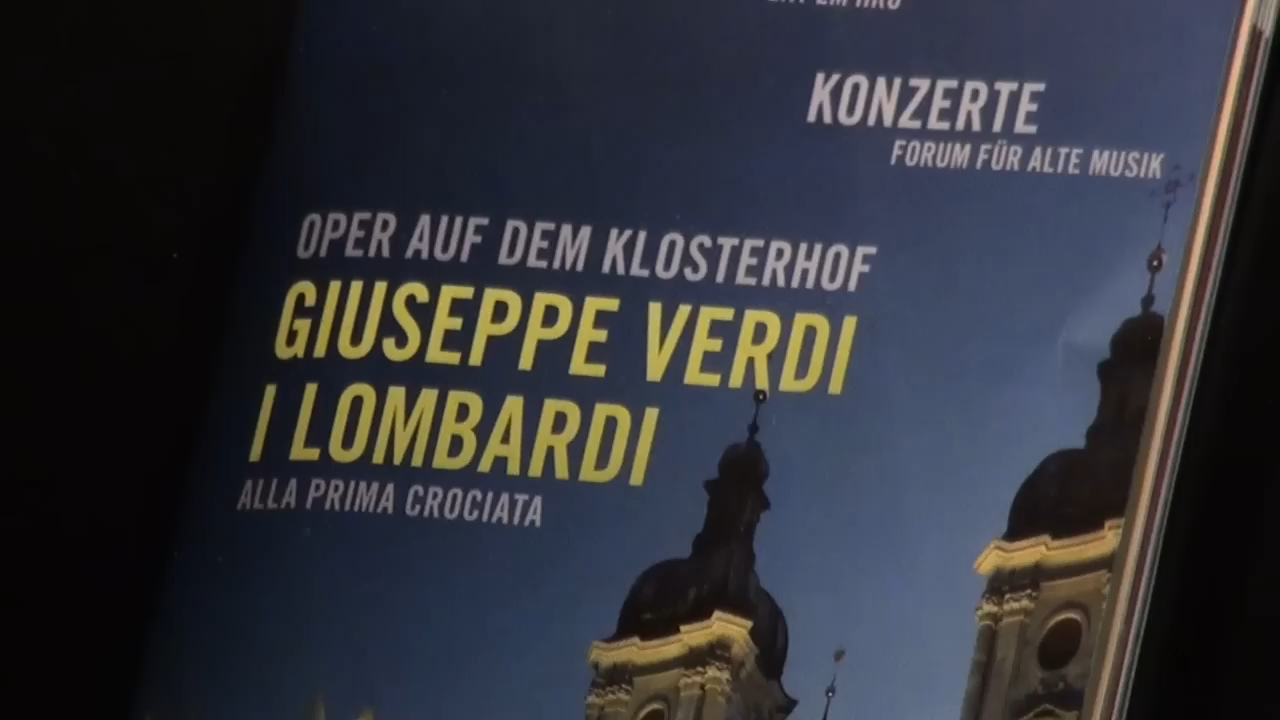 KONZERTE
FORUM FÜR ALTE MUSIK
OPER AUF DEM KLOSTERHOF
GIUSEPPE VERDI
I LOMBARDI
ALLA PRIMA CROCIATA